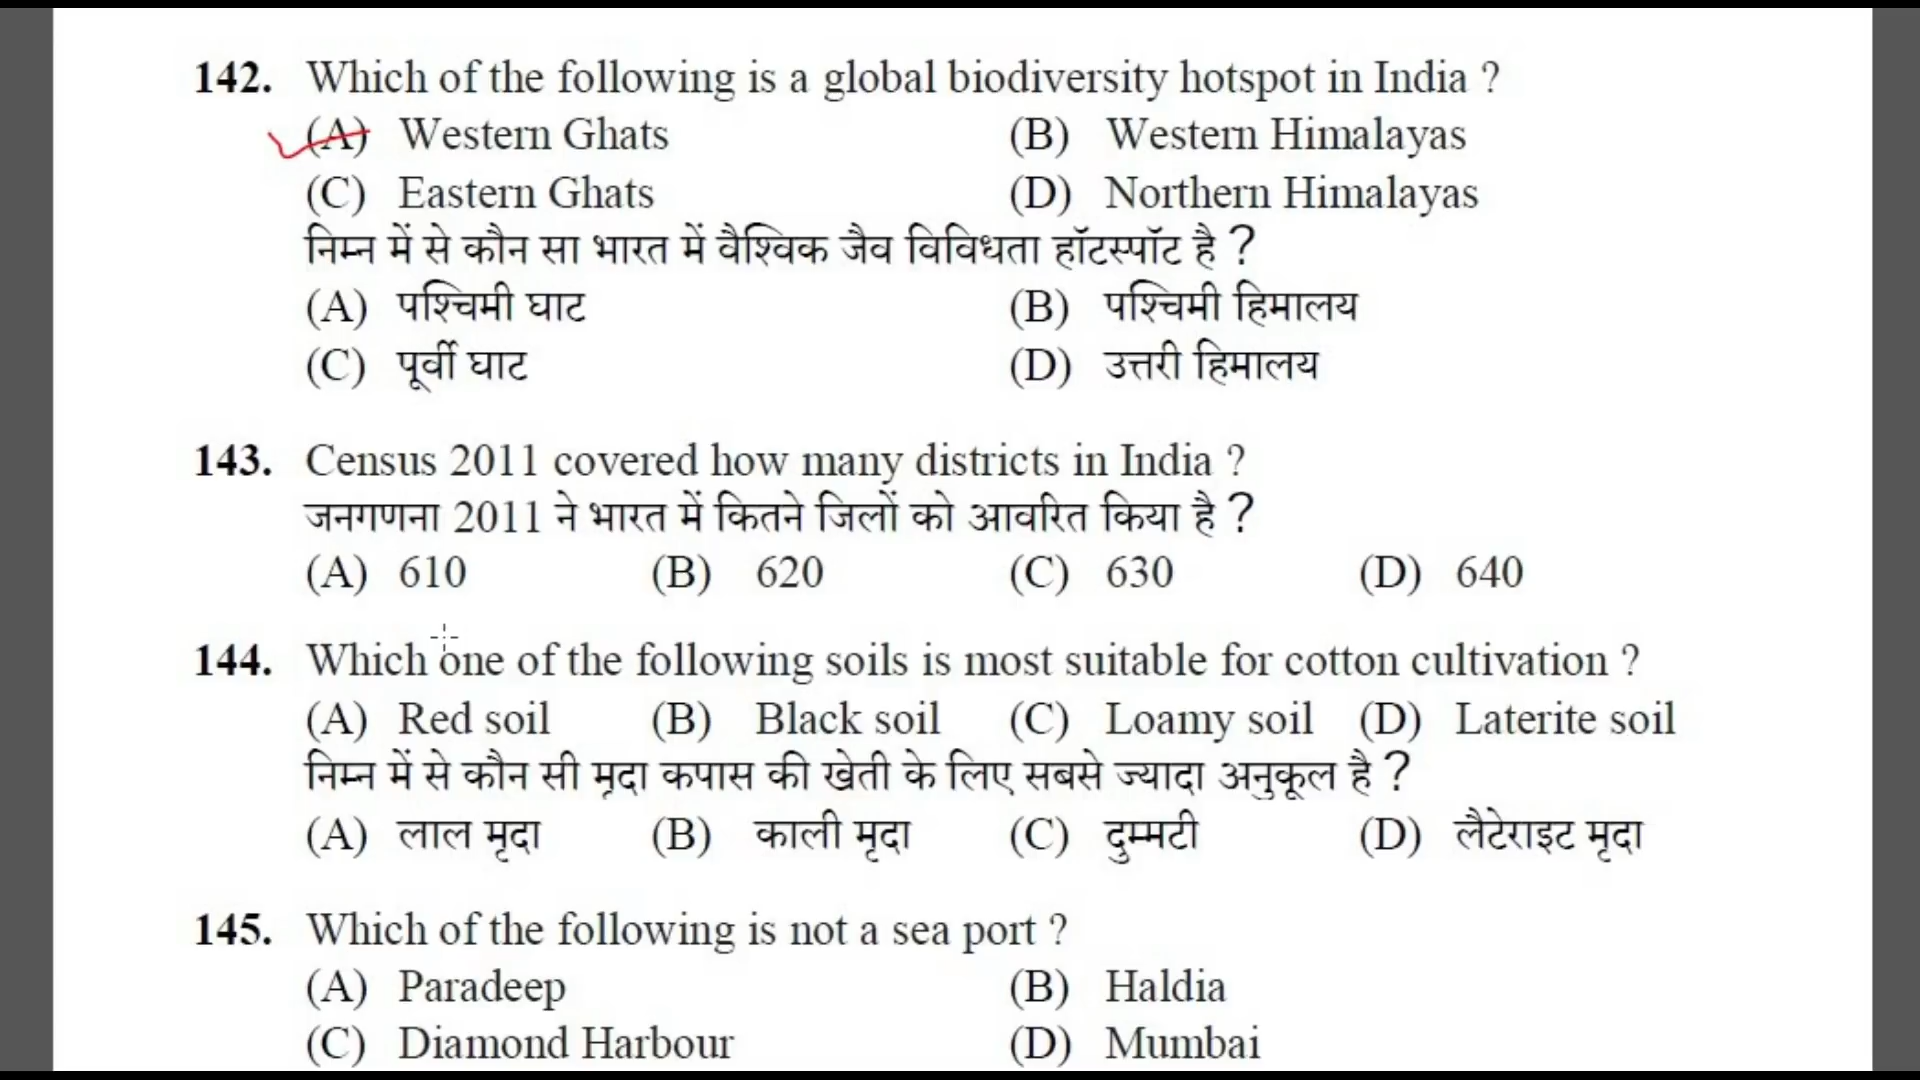 142. Which of the following is a global biodiversity hotspot in India ?
(A) Western Ghats (B) Western Himalayas
(C) Eastern Ghats (D) Northern Himalayas
निम्न में से कौन सा भारत में वैश्विक जैव विविधता हॉटस्पॉट है ?
(A) पश्चिमी घाट (B) पश्चिमी हिमालय
(C) पूर्वी घाट (D) उत्तरी हिमालय
143. Census 2011 covered how many districts in India ?
जनगणना 2011 ने भारत में कितने जिलों को आवरित किया है ?
(A) 610 (B) 620 (C) 630 (D) 640
144. Which one of the following soils is most suitable for cotton cultivation ?
(A) Red soil (B) Black soil (C) Loamy soil (D) Laterite soil
निम्न में से कौन सी मृदा कपास की खेती के लिए सबसे ज्यादा अनुकूल है ?
(A) लाल मृदा (B) काली मृदा (C) दुम्मटी (D) लैटेराइट मृदा
145. Which of the following is not a sea port ?
(A) Paradeep (B) Haldia
(C) Diamond Harbour (D) Mumbai